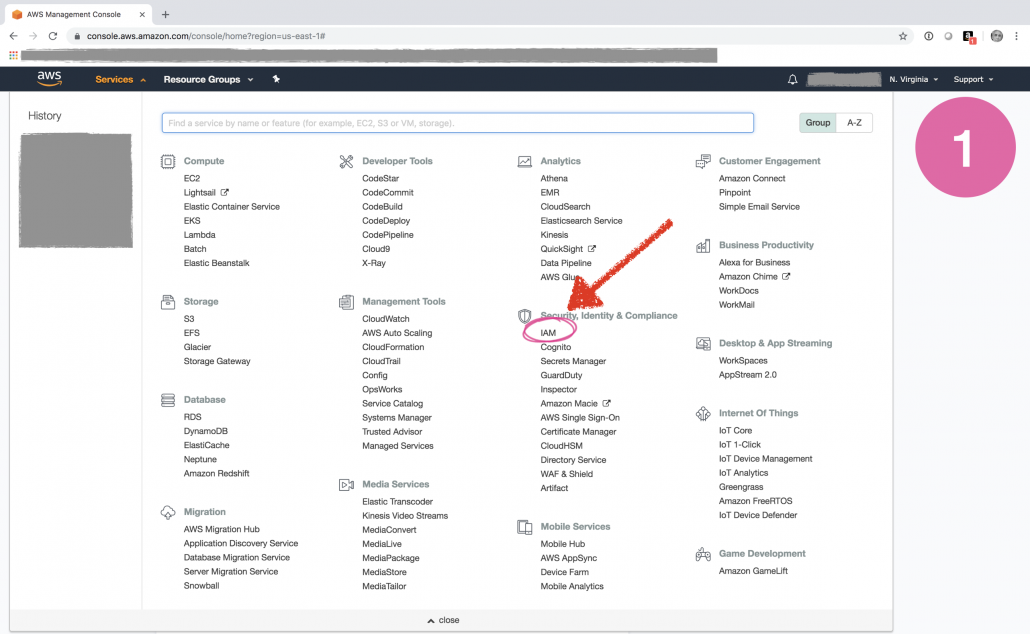 AWS Management Console
console.aws.amazon.com/console/home?region=us-east-1#
1
aws
Services
Resource Groups
N. Virginia
Support
History
Find a service by name or feature (for example, EC2, S3 or VM, storage).
Group
A-Z
1
Compute
EC2
Lightsail
Elastic Container Service
EKS
Lambda
Batch
Elastic Beanstalk
Storage
S3
EFS
Glacier
Storage Gateway
Database
RDS
DynamoDB
ElastiCache
Neptune
Amazon Redshift
Migration
AWS Migration Hub
Application Discovery Service
Database Migration Service
Server Migration Service
Snowball
Developer Tools
CodeStar
CodeCommit
CodeBuild
CodeDeploy
CodePipeline
Cloud9
X-Ray
Management Tools
CloudWatch
AWS Auto Scaling
CloudFormation
CloudTrail
Config
OpsWorks
Service Catalog
Systems Manager
Trusted Advisor
Managed Services
Media Services
Elastic Transcoder
Kinesis Video Streams
MediaConvert
MediaLive
MediaPackage
MediaStore
MediaTailor
Analytics
Athena
EMR
CloudSearch
Elasticsearch Service
Kinesis
QuickSight
Data Pipeline
AWS Glue
Security, Identity & Compliance
IAM
Cognito
Secrets Manager
GuardDuty
Inspector
Amazon Macie
AWS Single Sign-On
Certificate Manager
CloudHSM
Directory Service
WAF & Shield
Artifact
Mobile Services
Mobile Hub
AWS AppSync
Device Farm
Mobile Analytics
Customer Engagement
Amazon Connect
Pinpoint
Simple Email Service
Business Productivity
Alexa for Business
Amazon Chime
WorkDocs
WorkMail
Desktop & App Streaming
WorkSpaces
AppStream 2.0
Internet Of Things
IoT Core
IoT 1-Click
IoT Device Management
IoT Analytics
Greengrass
Amazon FreeRTOS
IoT Device Defender
Game Development
Amazon GameLift
close